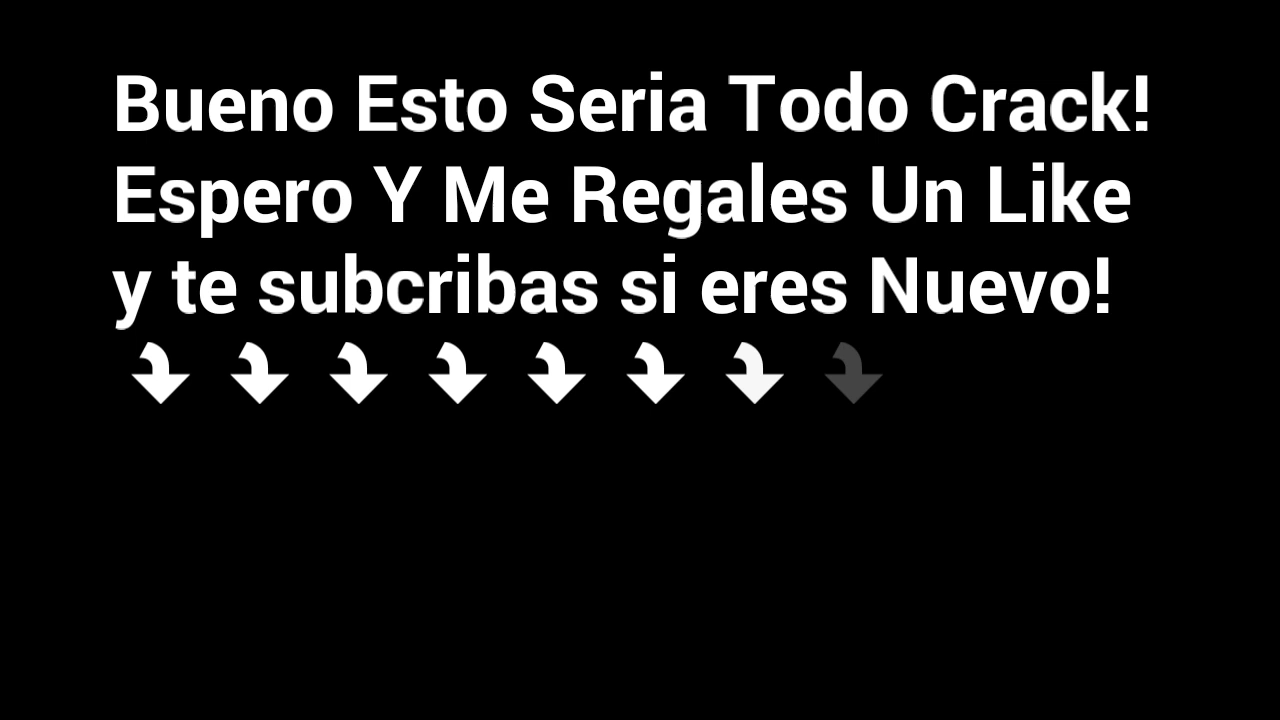 Bueno Esto Seria Todo Crack!
Espero Y Me Regales Un Like
y te subcribas si eres Nuevo!
⤵ ⤵ ⤵ ⤵ ⤵ ⤵ ⤵ ⤵